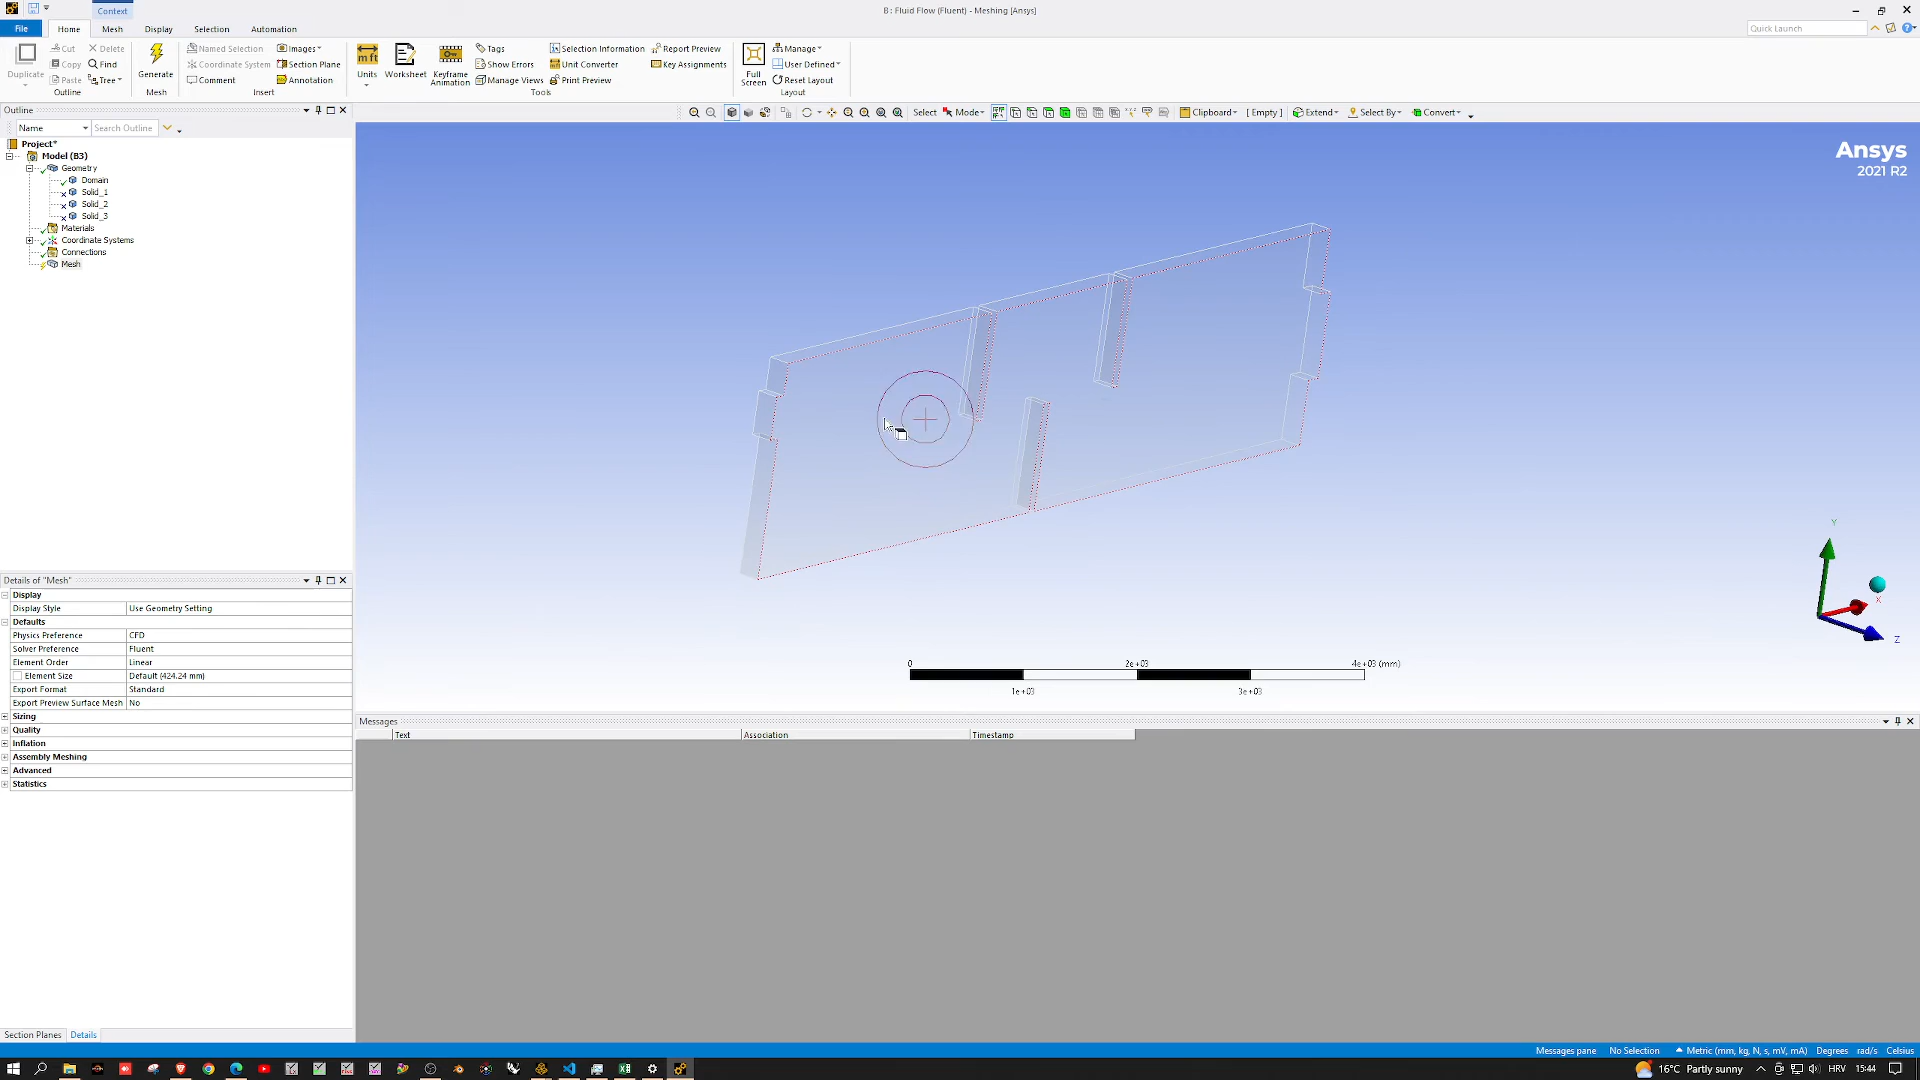 Context
B : Fluid Flow (Fluent) - Meshing [Ansys]
File Home Mesh Display Selection Automation
Quick Launch
Duplicate
Cut Delete
Copy Find
Paste Tree
Outline
Generate
Mesh
Named Selection Images
Coordinate System Section Plane
Comment Annotation
Insert
Units
Worksheet
Keyframe
Animation
Tags
Show Errors
Manage Views
Selection Information
Unit Converter
Print Preview
Report Preview
Key Assignments
Tools
Full
Screen
Manage
User Defined
Reset Layout
Layout
Outline
Name Search Outline
Select Mode Clipboard [ Empty ] Extend Select By Convert
Project*
Model (B3)
Geometry
Domain
Solid_1
Solid_2
Solid_3
Materials
Coordinate Systems
Connections
Mesh
Ansys
2021 R2
Y
X
Z
0 2e+03 4e+03 (mm)
1e+03 3e+03
Details of "Mesh"
Display
Display Style Use Geometry Setting
Defaults
Physics Preference CFD
Solver Preference Fluent
Element Order Linear
Element Size Default (424.24 mm)
Export Format Standard
Export Preview Surface Mesh No
Sizing
Quality
Inflation
Assembly Meshing
Advanced
Statistics
Messages
Text Association Timestamp
Section Planes Details
Messages pane No Selection Metric (mm, kg, N, s, mV, mA) Degrees rad/s Celsius
16°C Partly sunny HRV 15:44